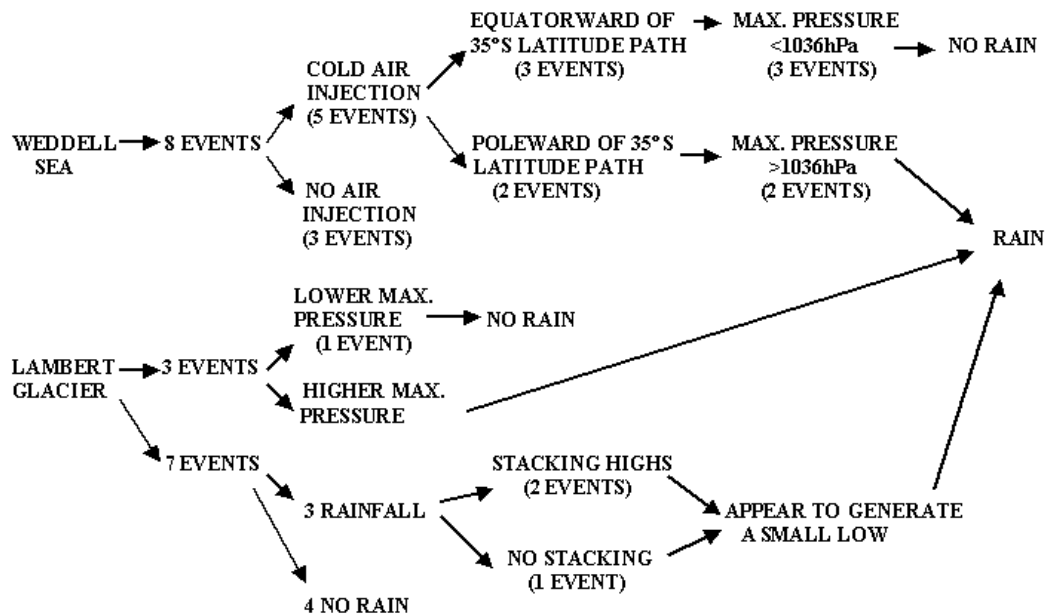 EQUATORWARD OF
35°S LATITUDE PATH
(3 EVENTS)
MAX. PRESSURE
<1036hPa
(3 EVENTS)
NO RAIN
COLD AIR
INJECTION
(5 EVENTS)
WEDDELL
SEA
8 EVENTS
POLEWARD OF 35°S
LATITUDE PATH
(2 EVENTS)
MAX. PRESSURE
>1036hPa
(2 EVENTS)
NO AIR
INJECTION
(3 EVENTS)
RAIN
LOWER MAX.
PRESSURE
(1 EVENT)
NO RAIN
LAMBERT
GLACIER
3 EVENTS
HIGHER MAX.
PRESSURE
7 EVENTS
3 RAINFALL
STACKING HIGHS
(2 EVENTS)
APPEAR TO GENERATE
A SMALL LOW
NO STACKING
(1 EVENT)
4 NO RAIN